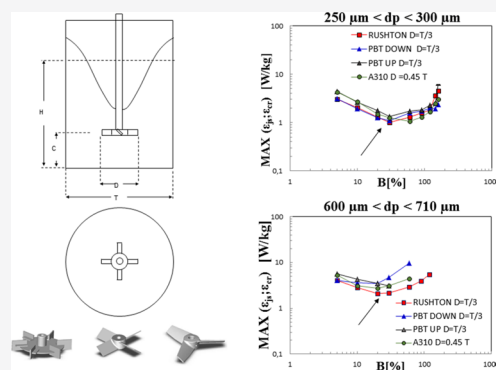 H
C
D
T
250 µm < dp < 300 µm
MAX (εjs;εcr) [W/kg]
100
10
1
0,1
RUSHTON D=T/3
PBT DOWN D=T/3
PBT UP D=T/3
A310 D =0.45 T
1 10 100 1000
B[%]
600 µm < dp < 710 µm
MAX (εjs;εcr) [W/kg]
100
10
1
0,1
RUSHTON D=T/3
PBT DOWN D=T/3
PBT UP D=T/3
A310 D=0.45 T
1 10 100 1000
B[%]